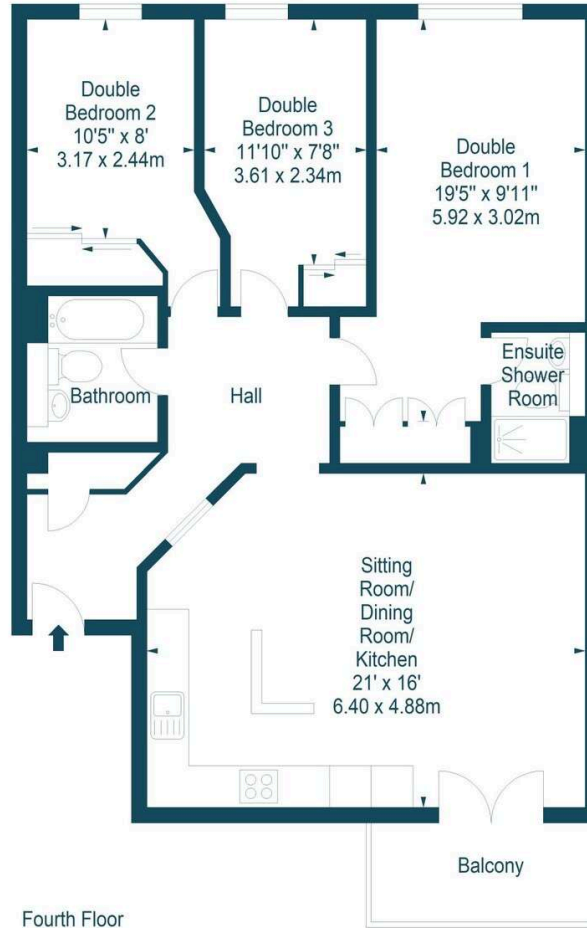 Double
Bedroom 2
10'5" x 8'
3.17 x 2.44m
Double
Bedroom 3
11'10" x 7'8"
3.61 x 2.34m
Double
Bedroom 1
19'5" x 9'11"
5.92 x 3.02m
Bathroom
Hall
Ensuite
Shower
Room
Sitting
Room/
Dining
Room/
Kitchen
21' x 16'
6.40 x 4.88m
Balcony
Fourth Floor